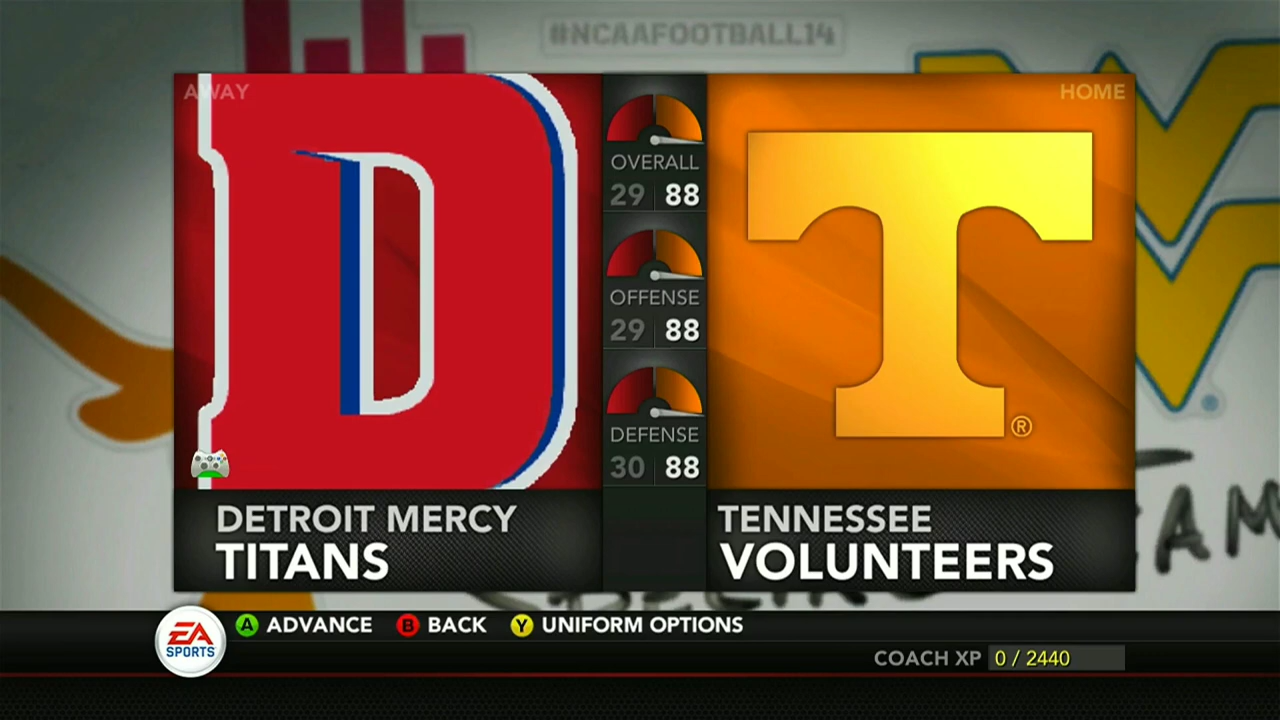 #NCAAFOOTBALL14
AWAY
HOME
OVERALL
29 88
OFFENSE
29 88
DEFENSE
30 88
D
T
®
DETROIT MERCY
TITANS
TENNESSEE
VOLUNTEERS
EA
SPORTS
A ADVANCE B BACK Y UNIFORM OPTIONS
COACH XP 0 / 2440